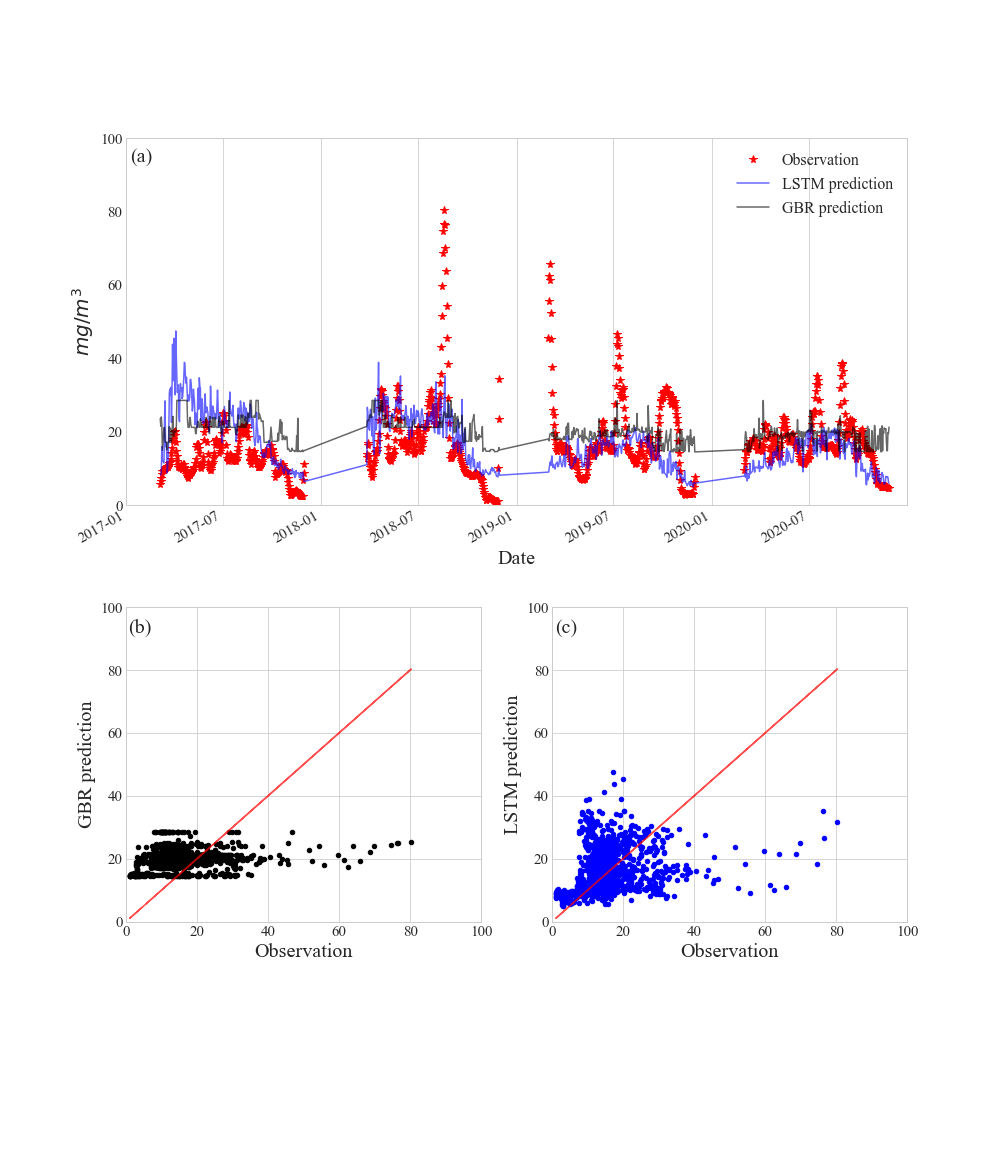 (a)
Observation
LSTM prediction
GBR prediction
100
80
60
40
20
0
mg/m³
2017-01
2017-07
2018-01
2018-07
2019-01
2019-07
2020-01
2020-07
Date
(b)
100
80
60
40
20
0
GBR prediction
0 20 40 60 80 100
Observation
(c)
100
80
60
40
20
0
LSTM prediction
0 20 40 60 80 100
Observation